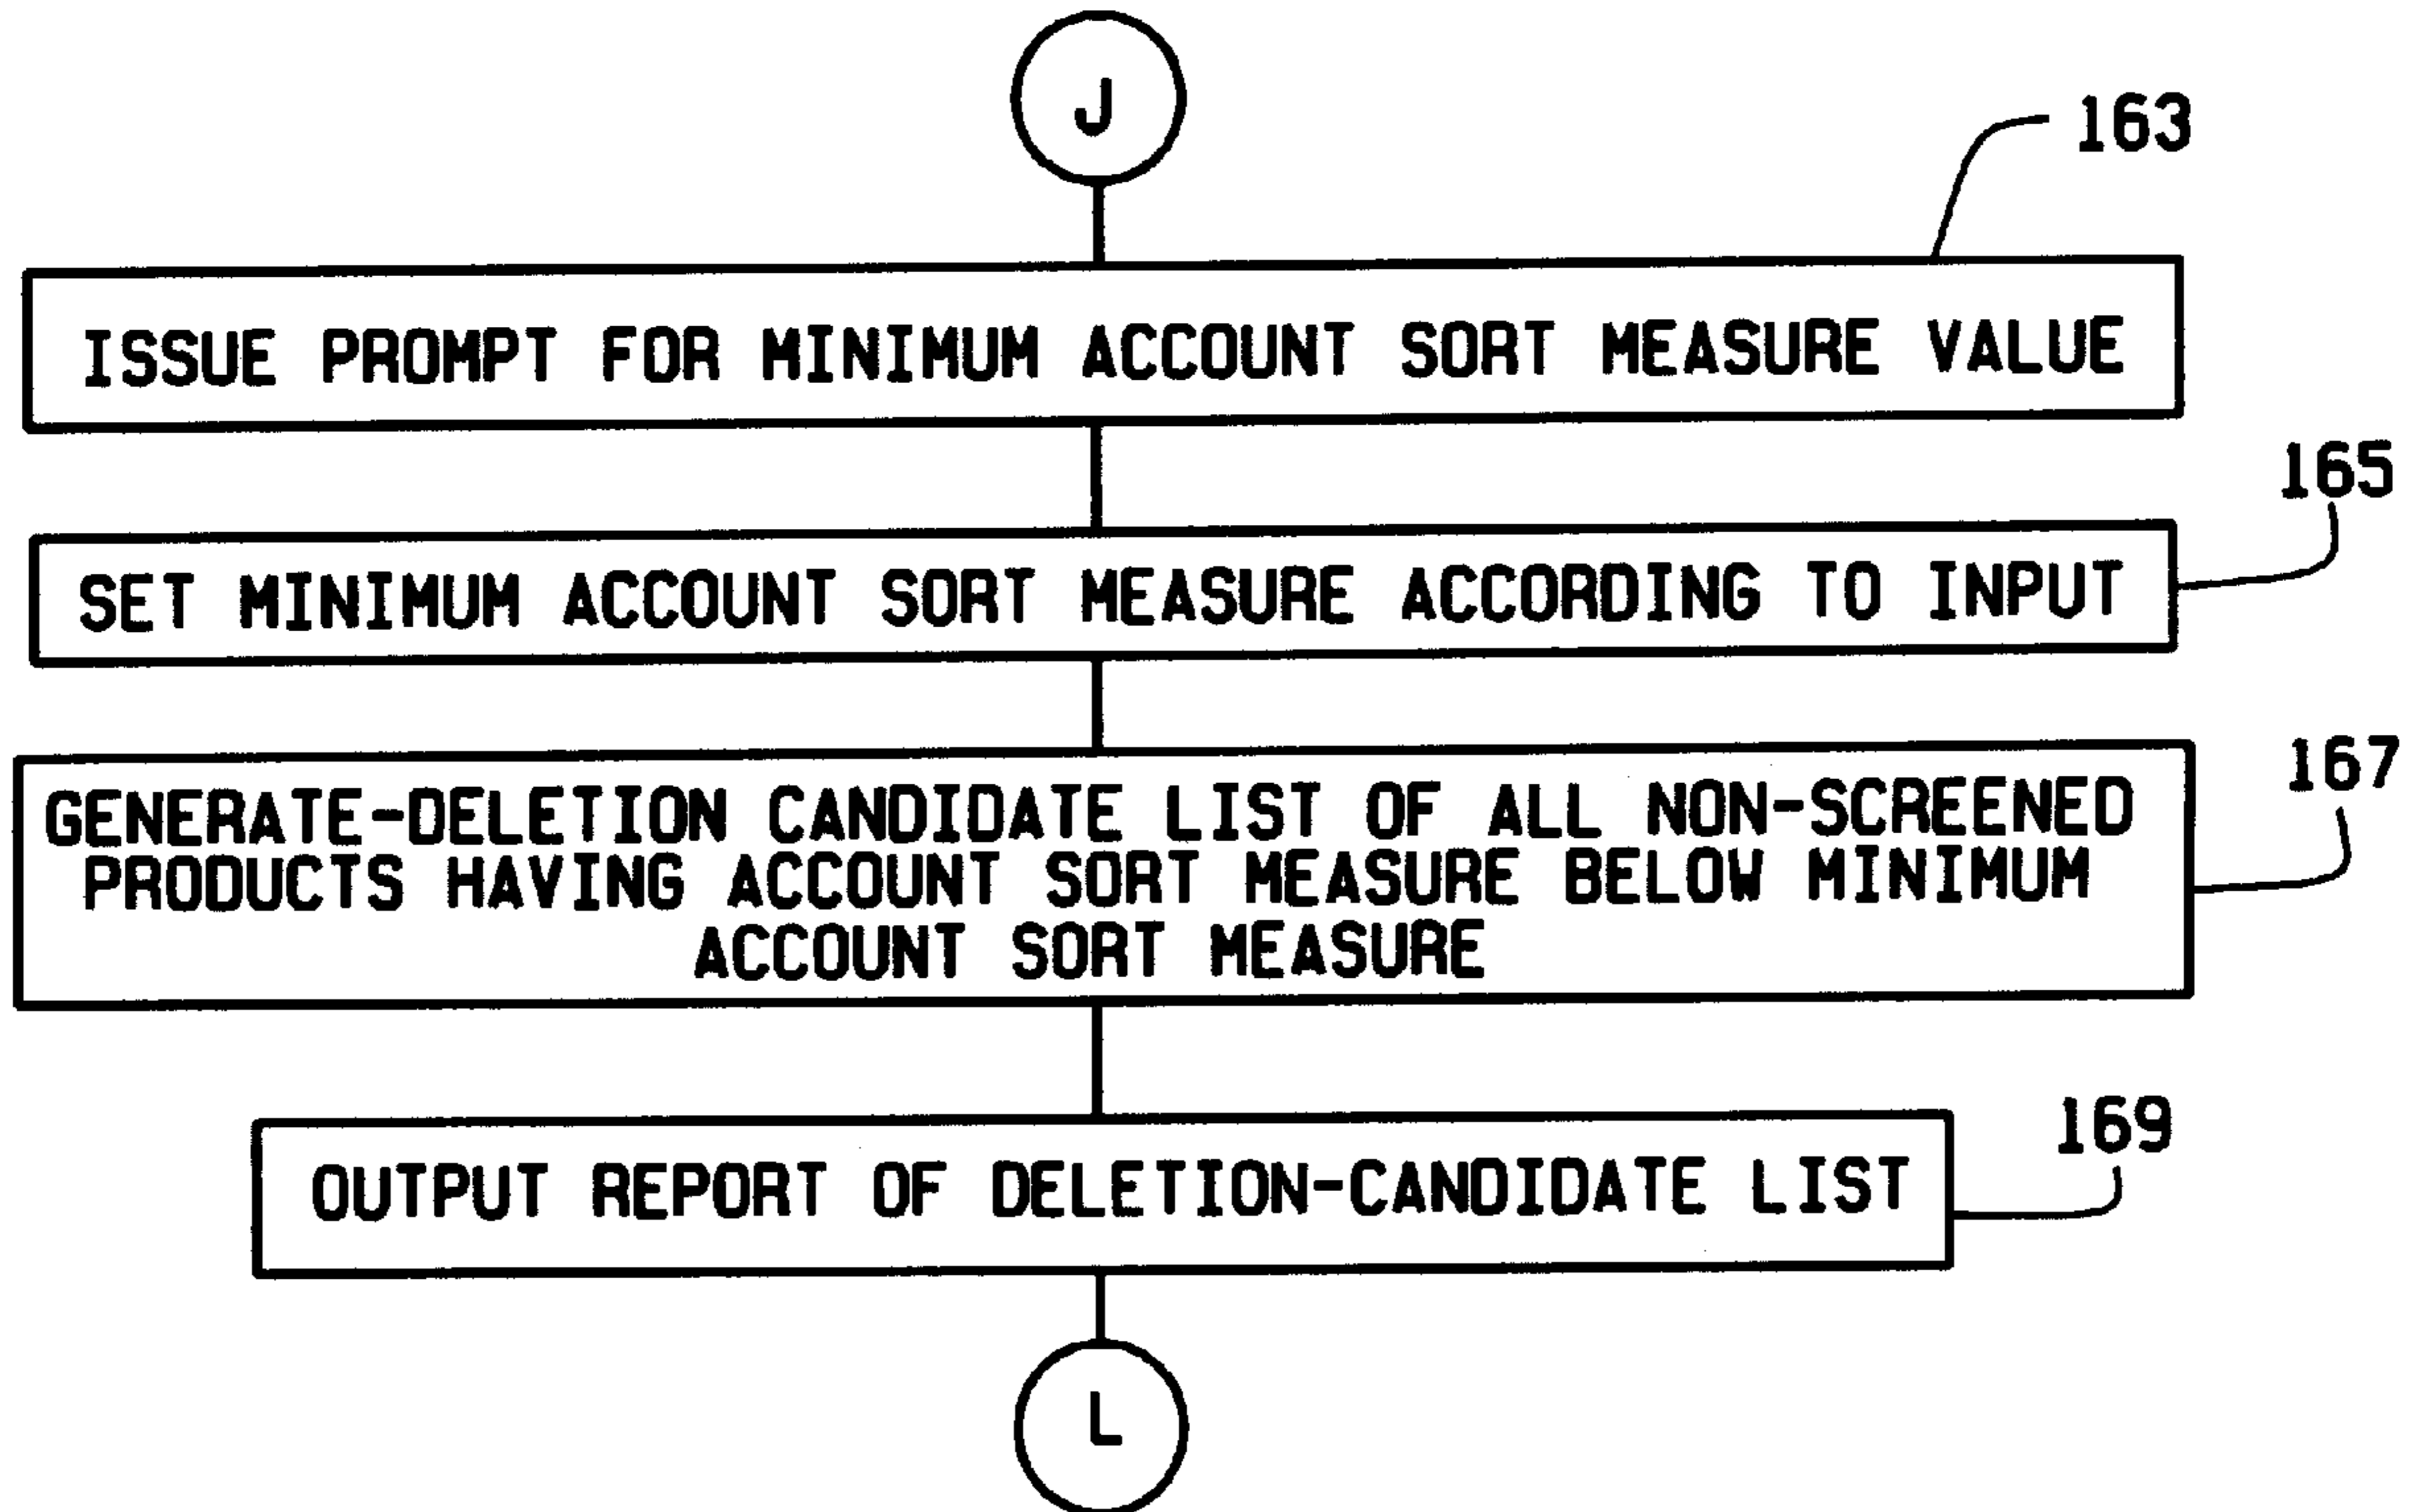 J
163
ISSUE PROMPT FOR MINIMUM ACCOUNT SORT MEASURE VALUE
165
SET MINIMUM ACCOUNT SORT MEASURE ACCORDING TO INPUT
167
GENERATE-DELETION CANDIDATE LIST OF ALL NON-SCREENED
PRODUCTS HAVING ACCOUNT SORT MEASURE BELOW MINIMUM
ACCOUNT SORT MEASURE
169
OUTPUT REPORT OF DELETION-CANDIDATE LIST
L